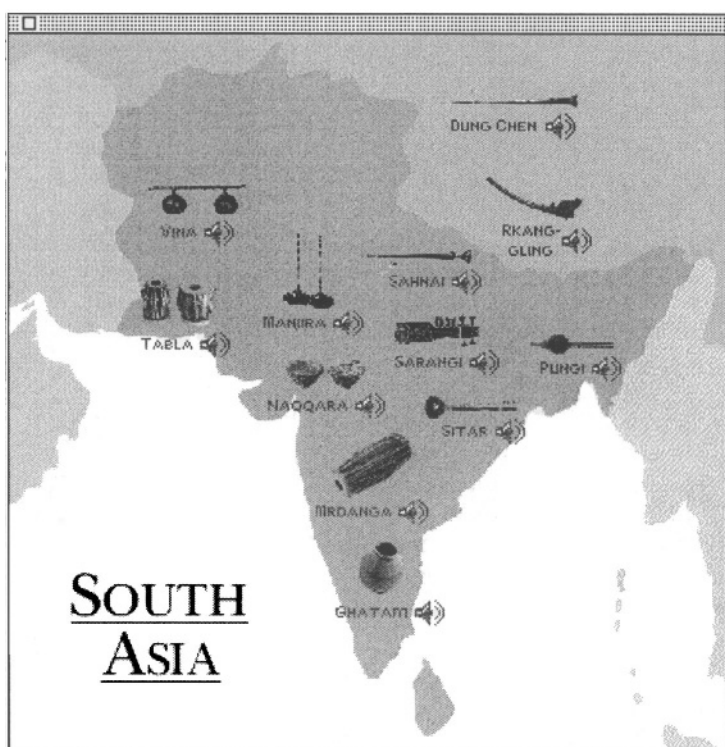 DUNG CHEN
RKANG-
GLING
VINA
SAHNAI
MANJIRA
TABLA
SARANGI
PUNGI
NAQQARA
SITAR
MRDANGA
GHATAM
SOUTH
ASIA